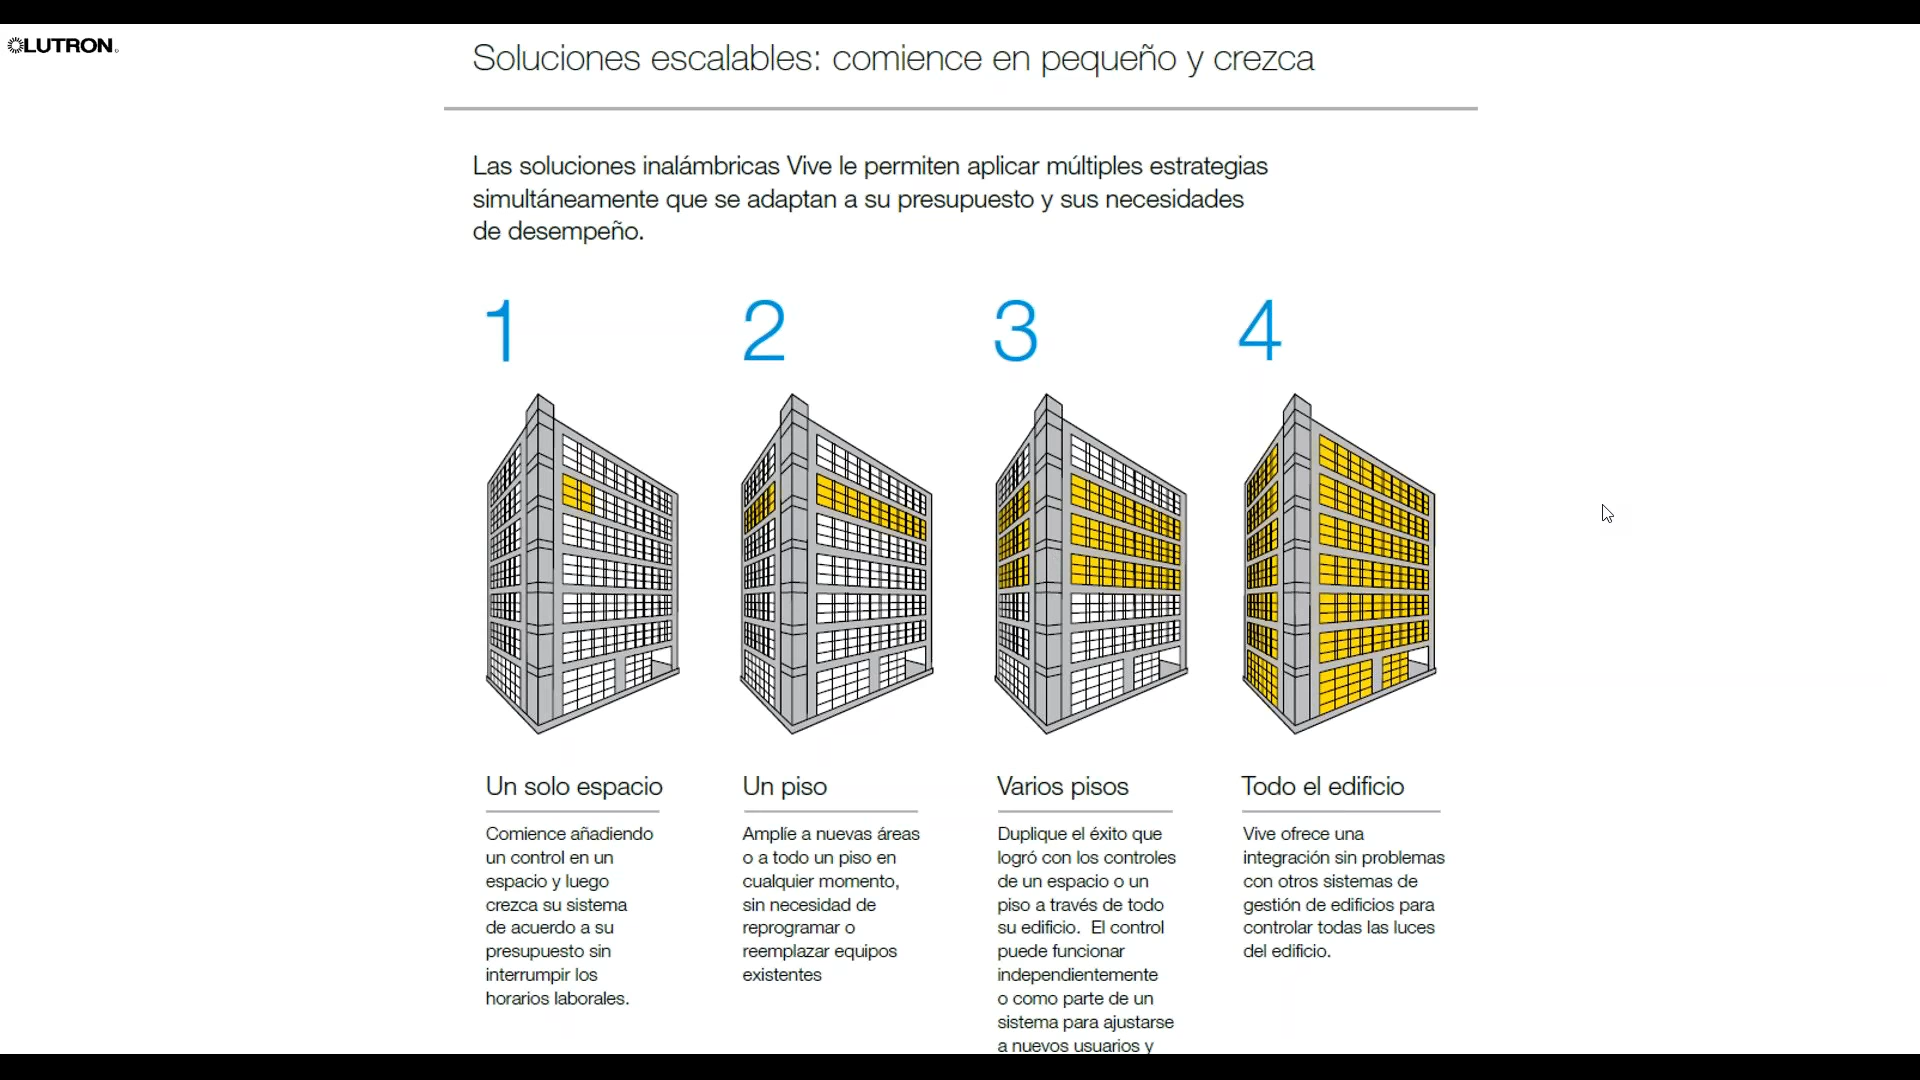 LUTRON
Soluciones escalables: comience en pequeño y crezca
Las soluciones inalámbricas Vive le permiten aplicar múltiples estrategias
simultáneamente que se adaptan a su presupuesto y sus necesidades
de desempeño.
1
2
3
4
Un solo espacio
Comience añadiendo
un control en un
espacio y luego
crezca su sistema
de acuerdo a su
presupuesto sin
interrumpir los
horarios laborales.
Un piso
Amplíe a nuevas áreas
o a todo un piso en
cualquier momento,
sin necesidad de
reprogramar o
reemplazar equipos
existentes
Varios pisos
Duplique el éxito que
logró con los controles
de un espacio o un
piso a través de todo
su edificio. El control
puede funcionar
independientemente
o como parte de un
sistema para ajustarse
a nuevos usuarios y
Todo el edificio
Vive ofrece una
integración sin problemas
con otros sistemas de
gestión de edificios para
controlar todas las luces
del edificio.